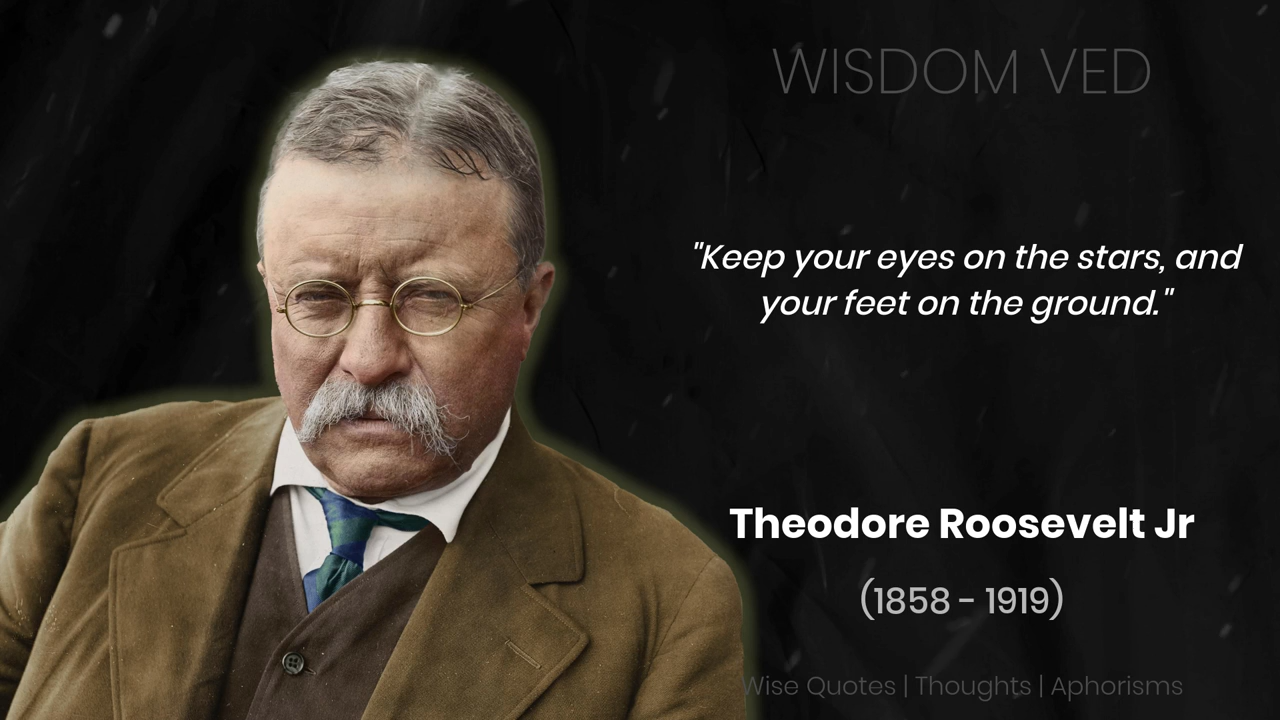 WISDOM VED
"Keep your eyes on the stars, and
your feet on the ground."
Theodore Roosevelt Jr
(1858 - 1919)
Wise Quotes | Thoughts | Aphorisms